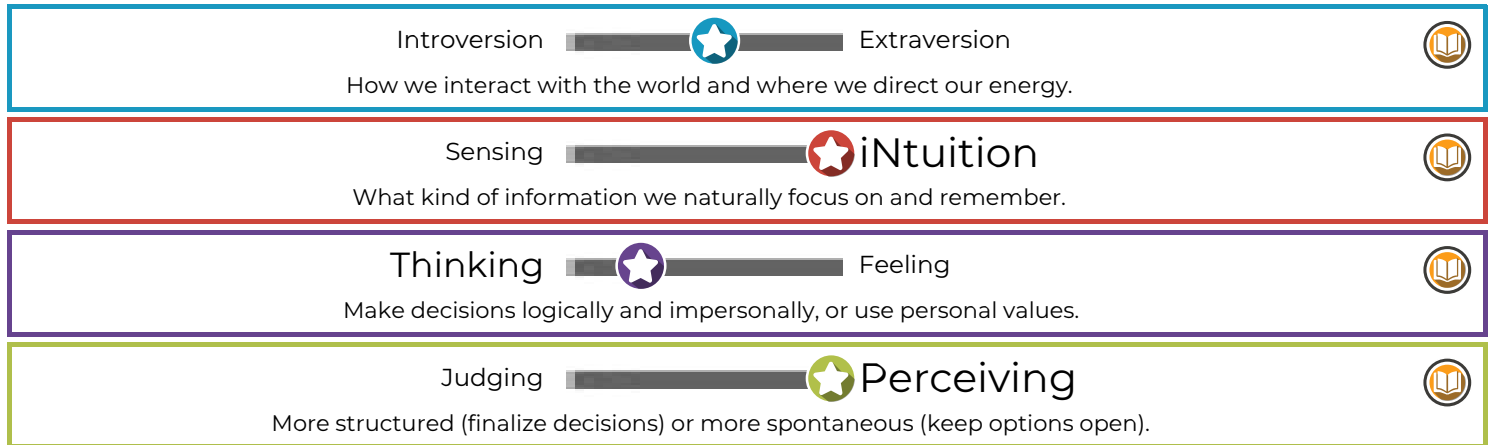 Introversion Extraversion
How we interact with the world and where we direct our energy.
Sensing iNtuition
What kind of information we naturally focus on and remember.
Thinking Feeling
Make decisions logically and impersonally, or use personal values.
Judging Perceiving
More structured (finalize decisions) or more spontaneous (keep options open).